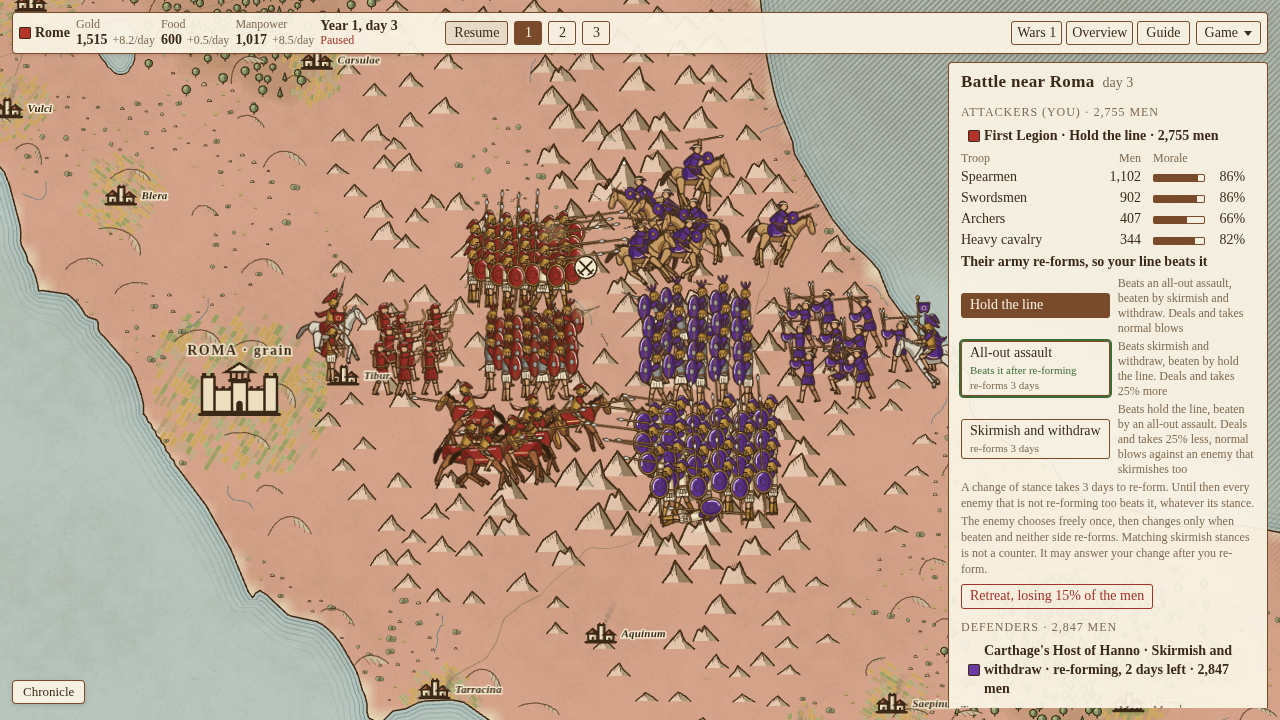 Rome
Gold
1,515 +8.2/day
Food
600 +0.5/day
Manpower
1,017 +8.5/day
Year 1, day 3
Paused
Resume
1
2
3
Wars 1
Overview
Guide
Game
Carsulae
Vulci
Blera
ROMA · grain
Tibur
Aquinum
Tarracina
Chronicle
Battle near Roma day 3
ATTACKERS (YOU) · 2,755 MEN
First Legion · Hold the line · 2,755 men
Troop Men Morale
Spearmen 1,102 86%
Swordsmen 902 86%
Archers 407 66%
Heavy cavalry 344 82%
Their army re-forms, so your line beats it
Hold the line
Beats an all-out assault,
beaten by skirmish and
withdraw. Deals and takes
normal blows
All-out assault
Beats it after re-forming
re-forms 3 days
Beats skirmish and
withdraw, beaten by hold
the line. Deals and takes
25% more
Skirmish and withdraw
re-forms 3 days
Beats hold the line, beaten
by an all-out assault. Deals
and takes 25% less, normal
blows against an enemy that
skirmishes too
A change of stance takes 3 days to re-form. Until then every
enemy that is not re-forming too beats it, whatever its stance.
The enemy chooses freely once, then changes only when
beaten and neither side re-forms. Matching skirmish stances
is not a counter. It may answer your change after you re-
form.
Retreat, losing 15% of the men
DEFENDERS · 2,847 MEN
Carthage's Host of Hanno · Skirmish and
withdraw · re-forming, 2 days left · 2,847
men